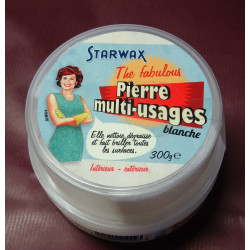 STARWAX
The fabulous
Pierre
multi-usages
blanche
Elle nettoie, dégraisse
et fait briller toutes
les surfaces.
300g e
Intérieur - extérieur